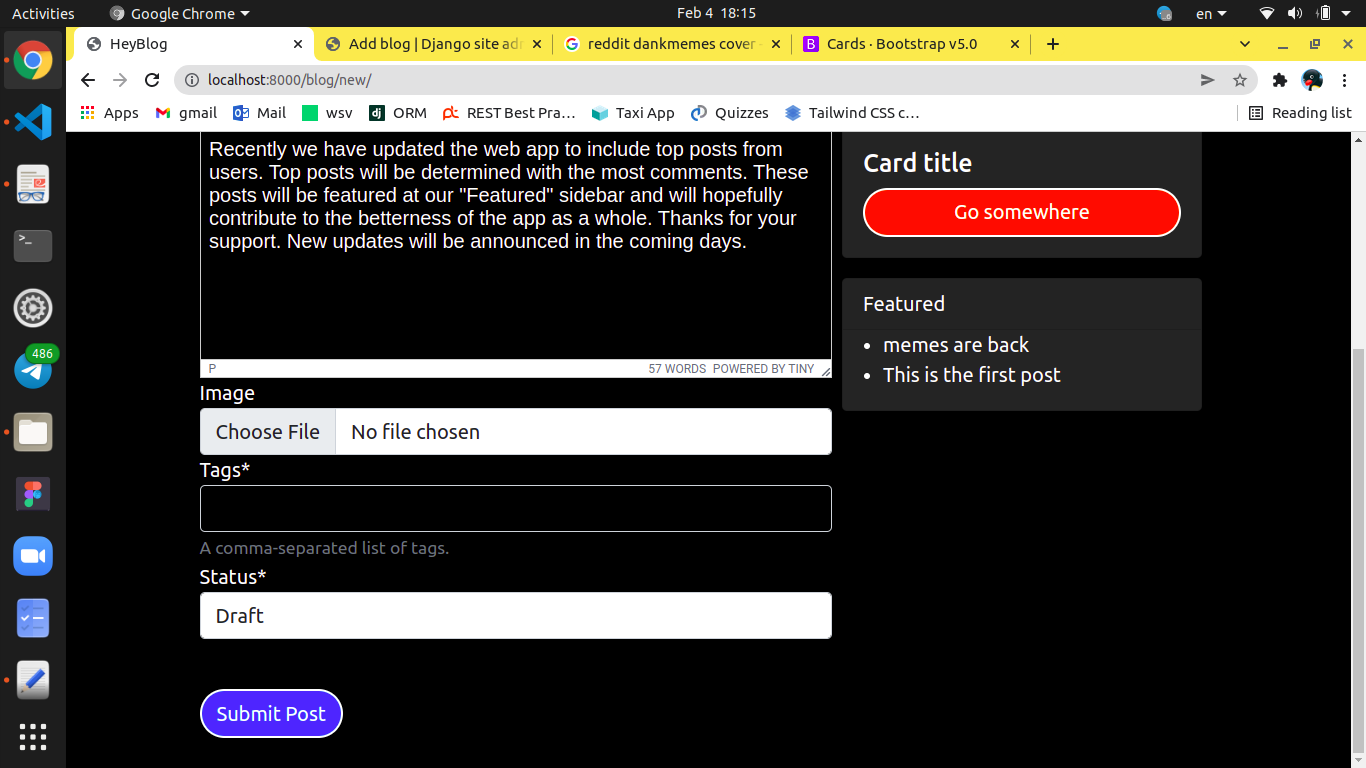 Activities
Google Chrome
Feb 4 18:15
en
HeyBlog
Add blog | Django site adr
reddit dankmemes cover -
Cards · Bootstrap v5.0
localhost:8000/blog/new/
Apps
gmail
Mail
wsv
dj ORM
REST Best Pra...
Taxi App
Quizzes
Tailwind CSS c...
Reading list
Recently we have updated the web app to include top posts from
users. Top posts will be determined with the most comments. These
posts will be featured at our "Featured" sidebar and will hopefully
contribute to the betterness of the app as a whole. Thanks for your
support. New updates will be announced in the coming days.
P
57 WORDS POWERED BY TINY
Image
Choose File
No file chosen
Tags*
A comma-separated list of tags.
Status*
Draft
Submit Post
Card title
Go somewhere
Featured
memes are back
This is the first post
486